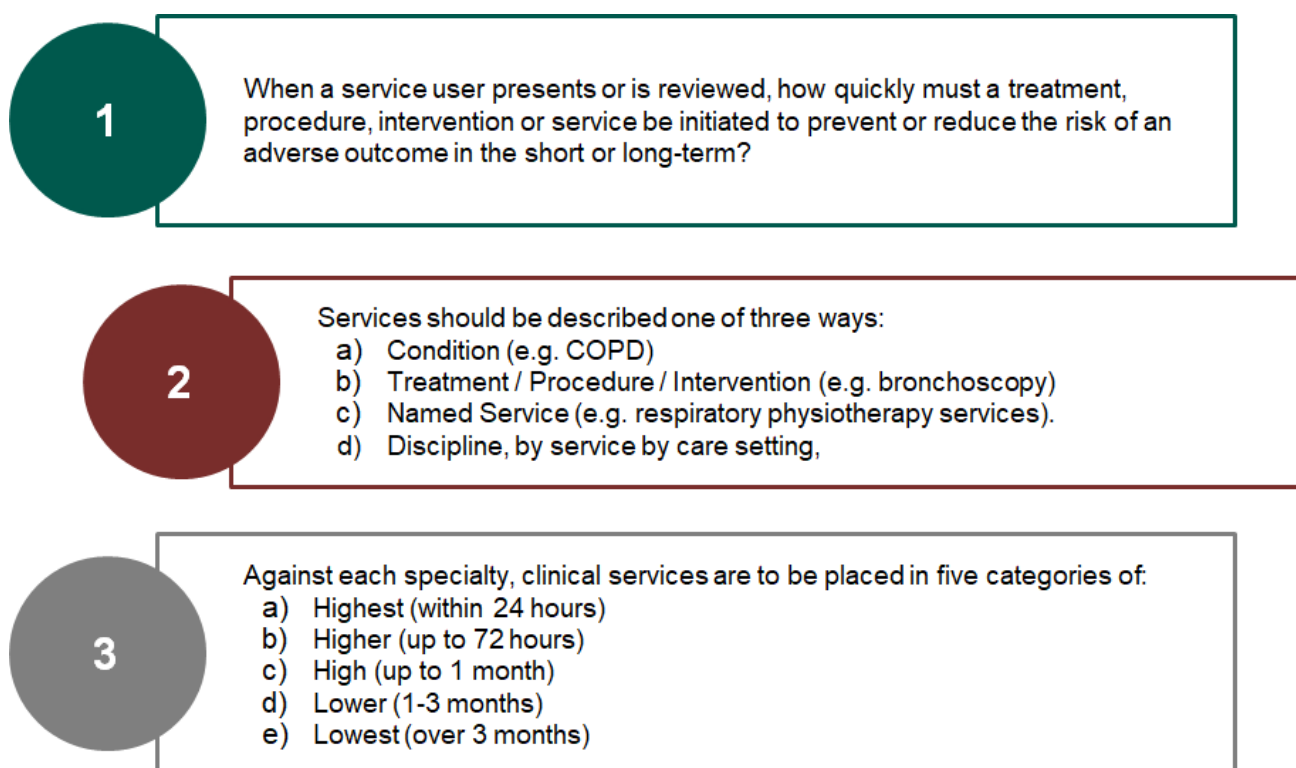 1
When a service user presents or is reviewed, how quickly must a treatment,
procedure, intervention or service be initiated to prevent or reduce the risk of an
adverse outcome in the short or long-term?
2
Services should be described one of three ways:
a) Condition (e.g. COPD)
b) Treatment / Procedure / Intervention (e.g. bronchoscopy)
c) Named Service (e.g. respiratory physiotherapy services).
d) Discipline, by service by care setting,
3
Against each specialty, clinical services are to be placed in five categories of:
a) Highest (within 24 hours)
b) Higher (up to 72 hours)
c) High (up to 1 month)
d) Lower (1-3 months)
e) Lowest (over 3 months)